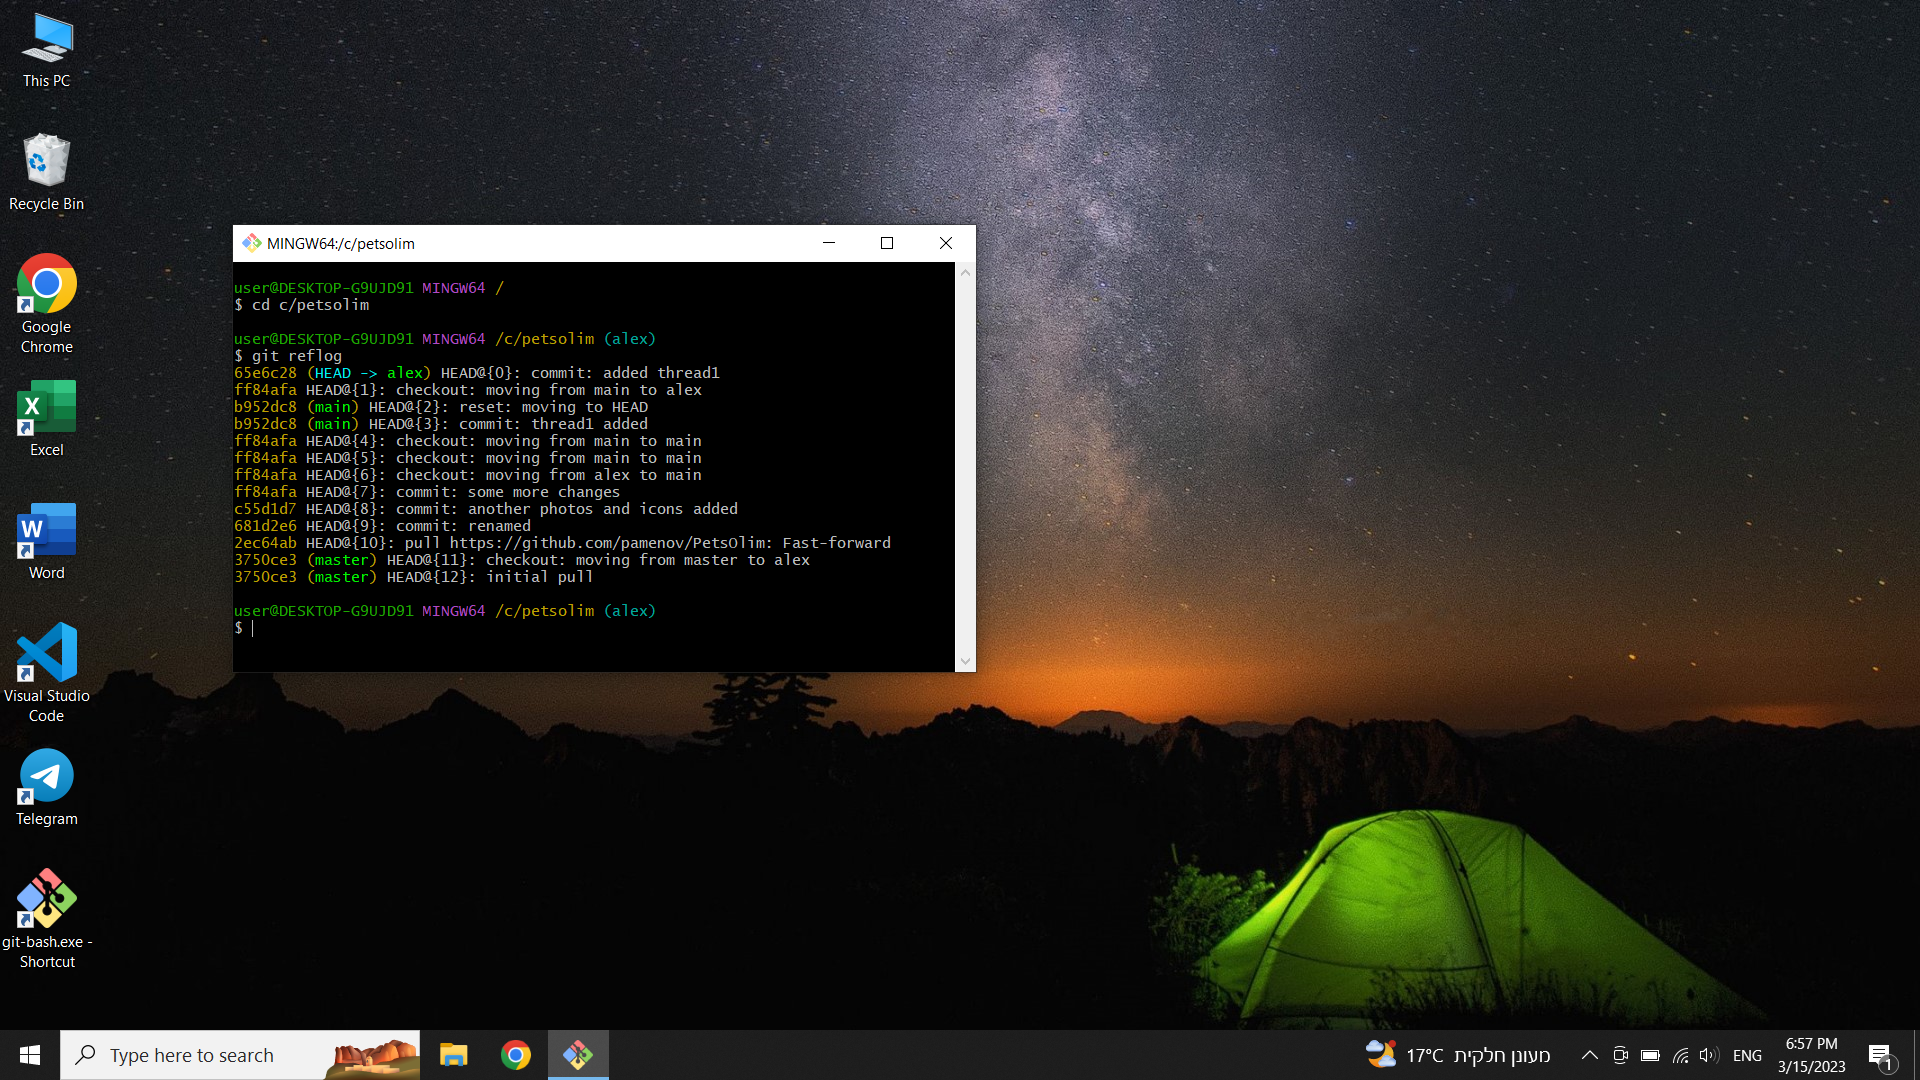 This PC
Recycle Bin
Google
Chrome
Excel
Word
Visual Studio
Code
Telegram
git-bash.exe -
Shortcut
MINGW64:/c/petsolim
user@DESKTOP-G9UJD91 MINGW64 /
$ cd c/petsolim
user@DESKTOP-G9UJD91 MINGW64 /c/petsolim (alex)
$ git reflog
65e6c28 (HEAD -> alex) HEAD@{0}: commit: added thread1
ff84afa HEAD@{1}: checkout: moving from main to alex
b952dc8 (main) HEAD@{2}: reset: moving to HEAD
b952dc8 (main) HEAD@{3}: commit: thread1 added
ff84afa HEAD@{4}: checkout: moving from main to main
ff84afa HEAD@{5}: checkout: moving from main to main
ff84afa HEAD@{6}: checkout: moving from alex to main
ff84afa HEAD@{7}: commit: some more changes
c55d1d7 HEAD@{8}: commit: another photos and icons added
681d2e6 HEAD@{9}: commit: renamed
2ec64ab HEAD@{10}: pull https://github.com/pamenov/PetsOlim: Fast-forward
3750ce3 (master) HEAD@{11}: checkout: moving from master to alex
3750ce3 (master) HEAD@{12}: initial pull
user@DESKTOP-G9UJD91 MINGW64 /c/petsolim (alex)
$
Type here to search
17°C מעונן חלקית
ENG
6:57 PM
3/15/2023
1